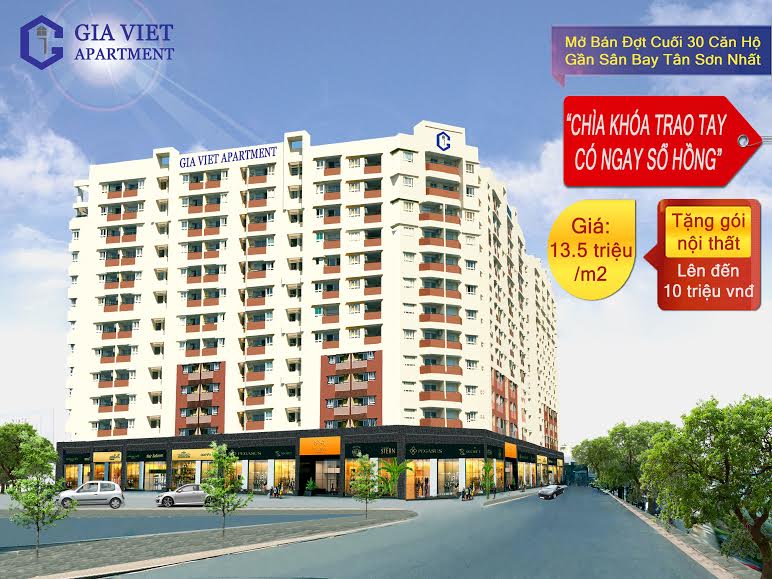 GIA VIET
APARTMENT
Mở Bán Đợt Cuối 30 Căn Hộ
Gần Sân Bay Tân Sơn Nhất
"CHÌA KHÓA TRAO TAY
CÓ NGAY SỔ HỒNG"
Giá:
13.5 triệu
/m2
Tặng gói
nội thất
Lên đến
10 triệu vnđ
GIA VIET APARTMENT
STERN
PEGASUS